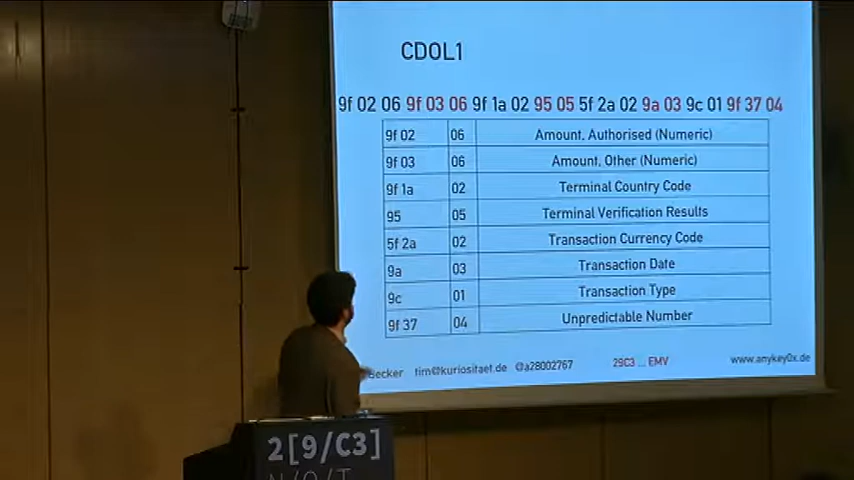 CDOL1
9f 02 06 9f 03 06 9f 1a 02 95 05 5f 2a 02 9a 03 9c 01 9f 37 04
9f 02 06 Amount, Authorised (Numeric)
9f 03 06 Amount, Other (Numeric)
9f 1a 02 Terminal Country Code
95 05 Terminal Verification Results
5f 2a 02 Transaction Currency Code
9a 03 Transaction Date
9c 01 Transaction Type
9f 37 04 Unpredictable Number
Becker tim@kuriositaet.de @a28002767 29C3 ... EMV www.anykey0x.de
2[9/C3]
N/O/T